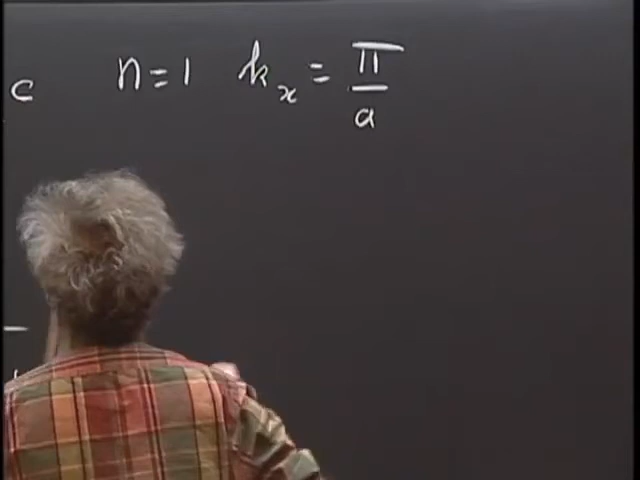 c n=1 kₓ = π/a